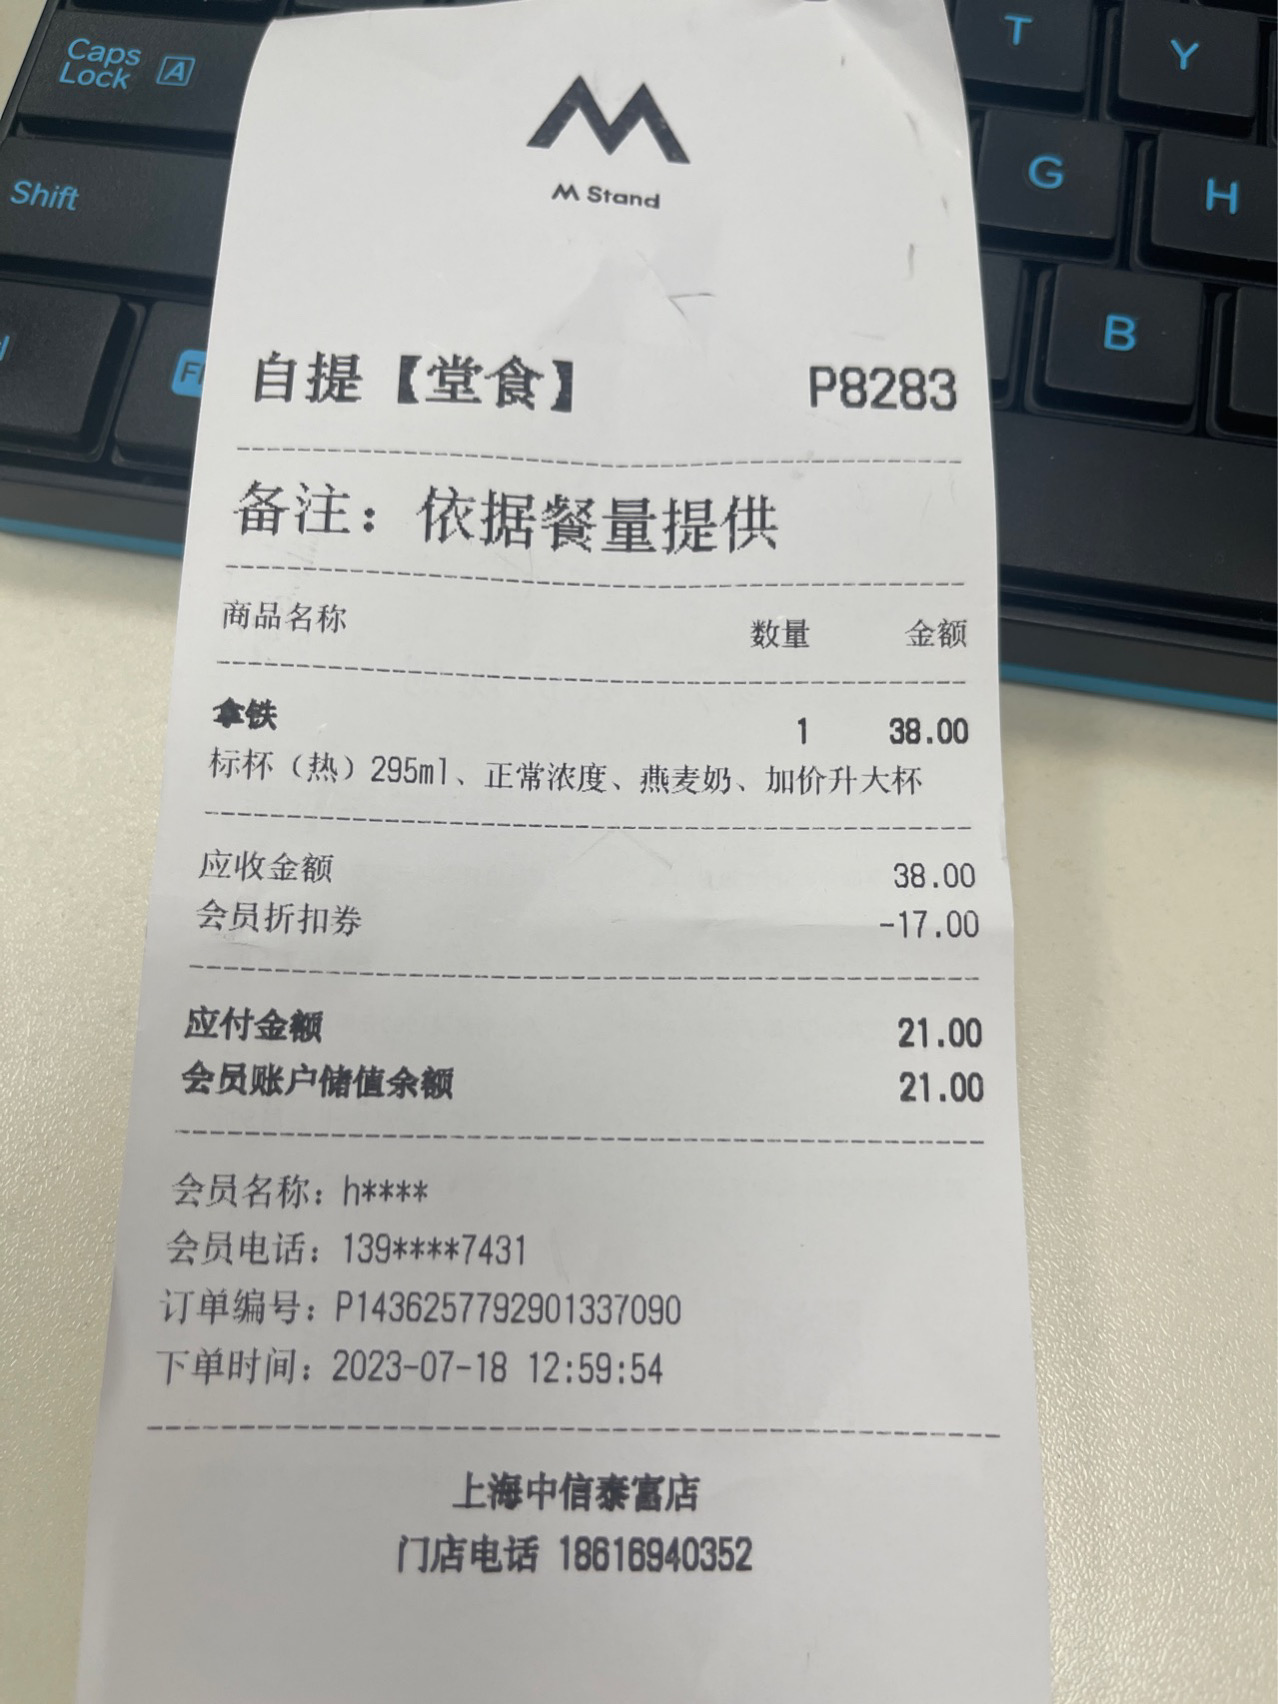 Caps
Lock A
Shift
T
Y
G
H
B
M Stand
自提【堂食】 P8283
备注：依据餐量提供
商品名称 数量 金额
拿铁 1 38.00
标杯（热）295ml、正常浓度、燕麦奶、加价升大杯
应收金额 38.00
会员折扣券 -17.00
应付金额 21.00
会员账户储值余额 21.00
会员名称：h****
会员电话：139****7431
订单编号：P1436257792901337090
下单时间：2023-07-18 12:59:54
上海中信泰富店
门店电话 18616940352